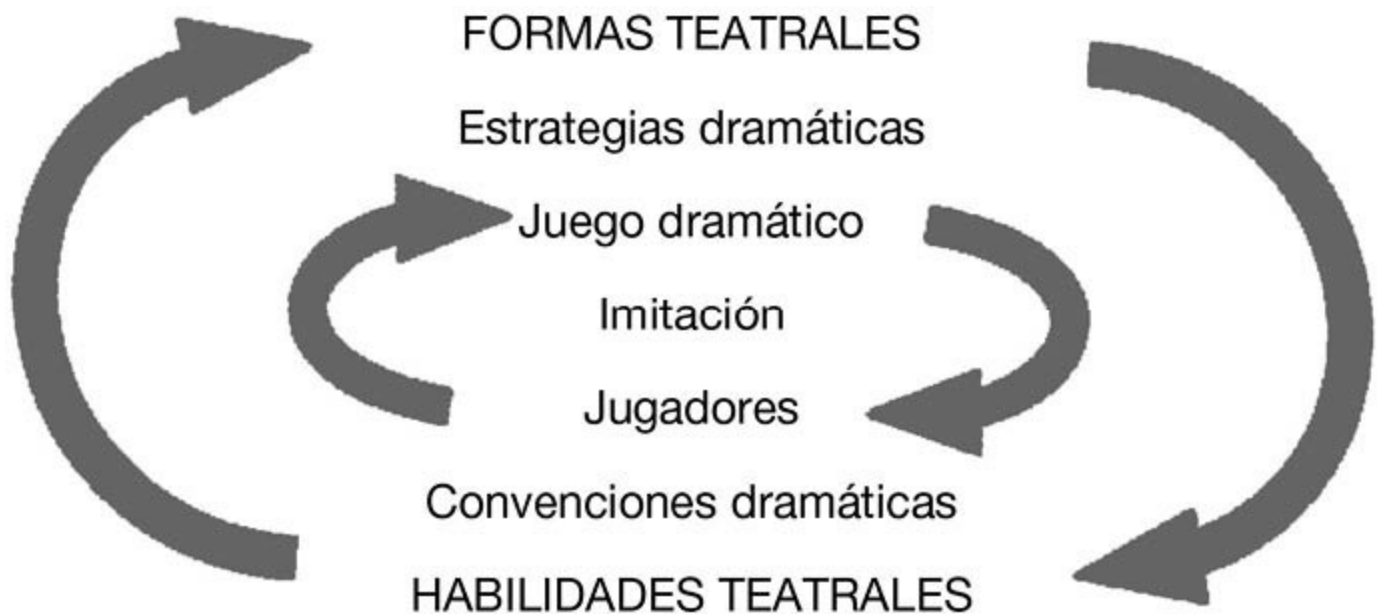 FORMAS TEATRALES
Estrategias dramáticas
Juego dramático
Imitación
Jugadores
Convenciones dramáticas
HABILIDADES TEATRALES